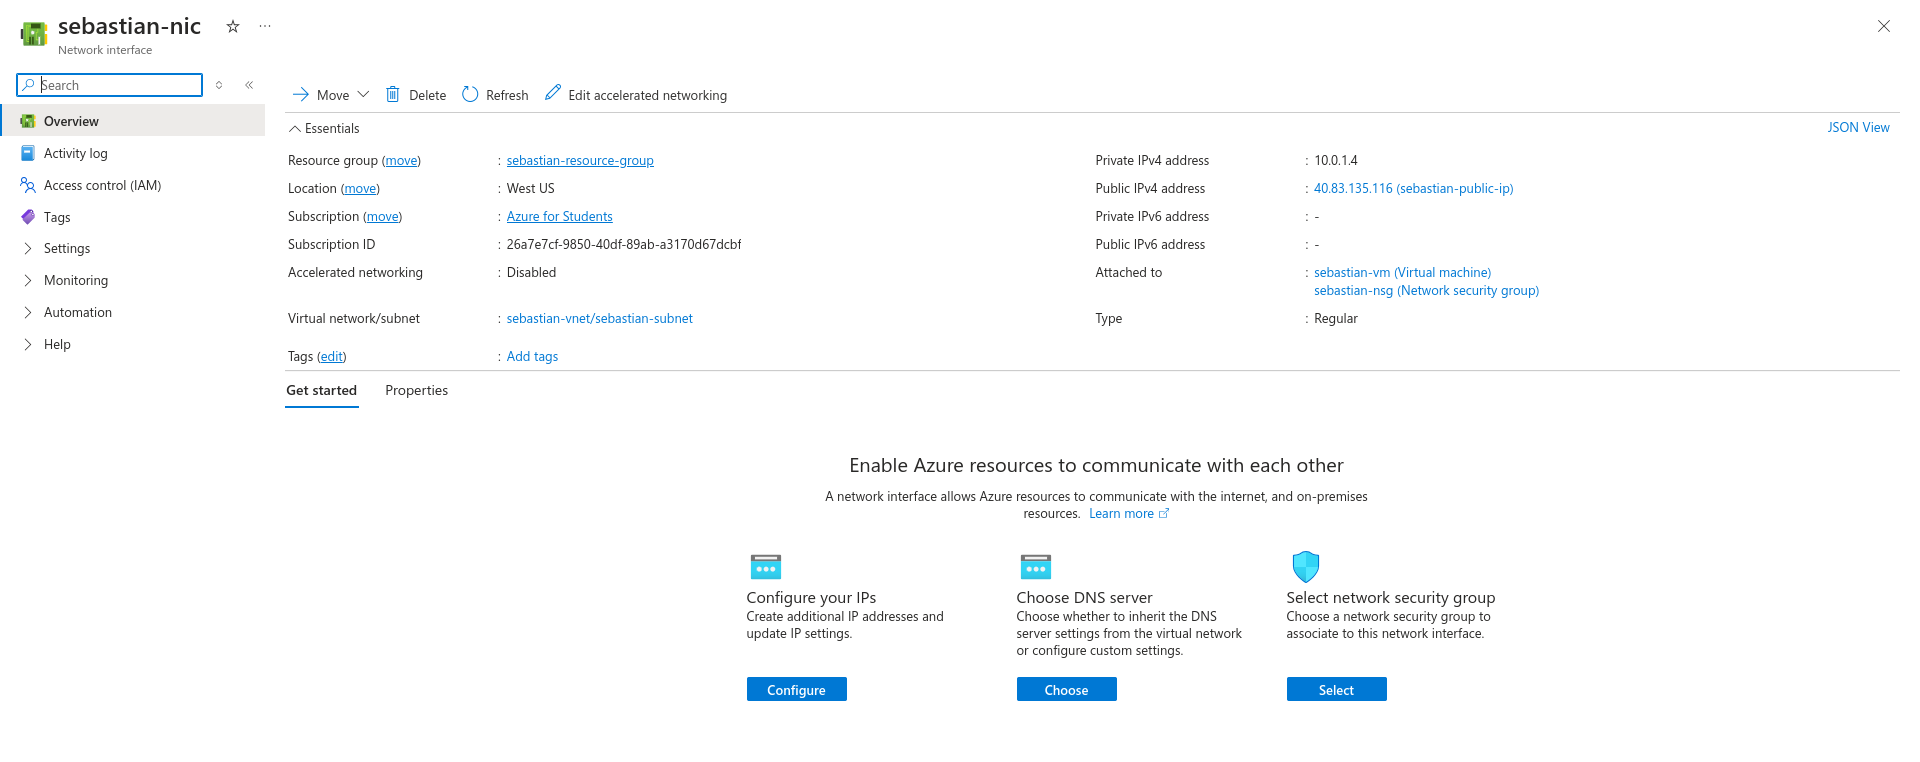 sebastian-nic
Network interface
Search
Overview
Activity log
Access control (IAM)
Tags
Settings
Monitoring
Automation
Help
Move
Delete
Refresh
Edit accelerated networking
Essentials
JSON View
Resource group (move) : sebastian-resource-group
Location (move) : West US
Subscription (move) : Azure for Students
Subscription ID : 26a7e7cf-9850-40df-89ab-a3170d67dcbf
Accelerated networking : Disabled
Virtual network/subnet : sebastian-vnet/sebastian-subnet
Tags (edit) : Add tags
Private IPv4 address : 10.0.1.4
Public IPv4 address : 40.83.135.116 (sebastian-public-ip)
Private IPv6 address : -
Public IPv6 address : -
Attached to : sebastian-vm (Virtual machine)
sebastian-nsg (Network security group)
Type : Regular
Get started
Properties
Enable Azure resources to communicate with each other
A network interface allows Azure resources to communicate with the internet, and on-premises
resources. Learn more
Configure your IPs
Create additional IP addresses and
update IP settings.
Configure
Choose DNS server
Choose whether to inherit the DNS
server settings from the virtual network
or configure custom settings.
Choose
Select network security group
Choose a network security group to
associate to this network interface.
Select